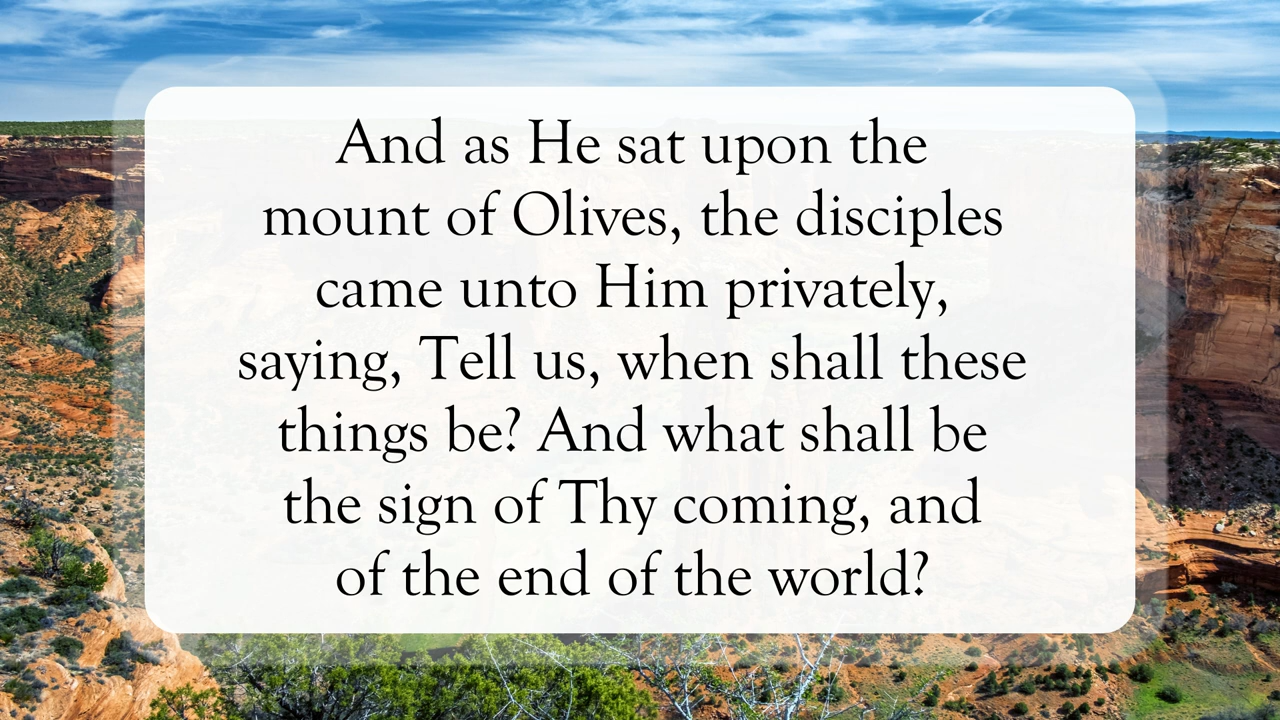 And as He sat upon the
mount of Olives, the disciples
came unto Him privately,
saying, Tell us, when shall these
things be? And what shall be
the sign of Thy coming, and
of the end of the world?